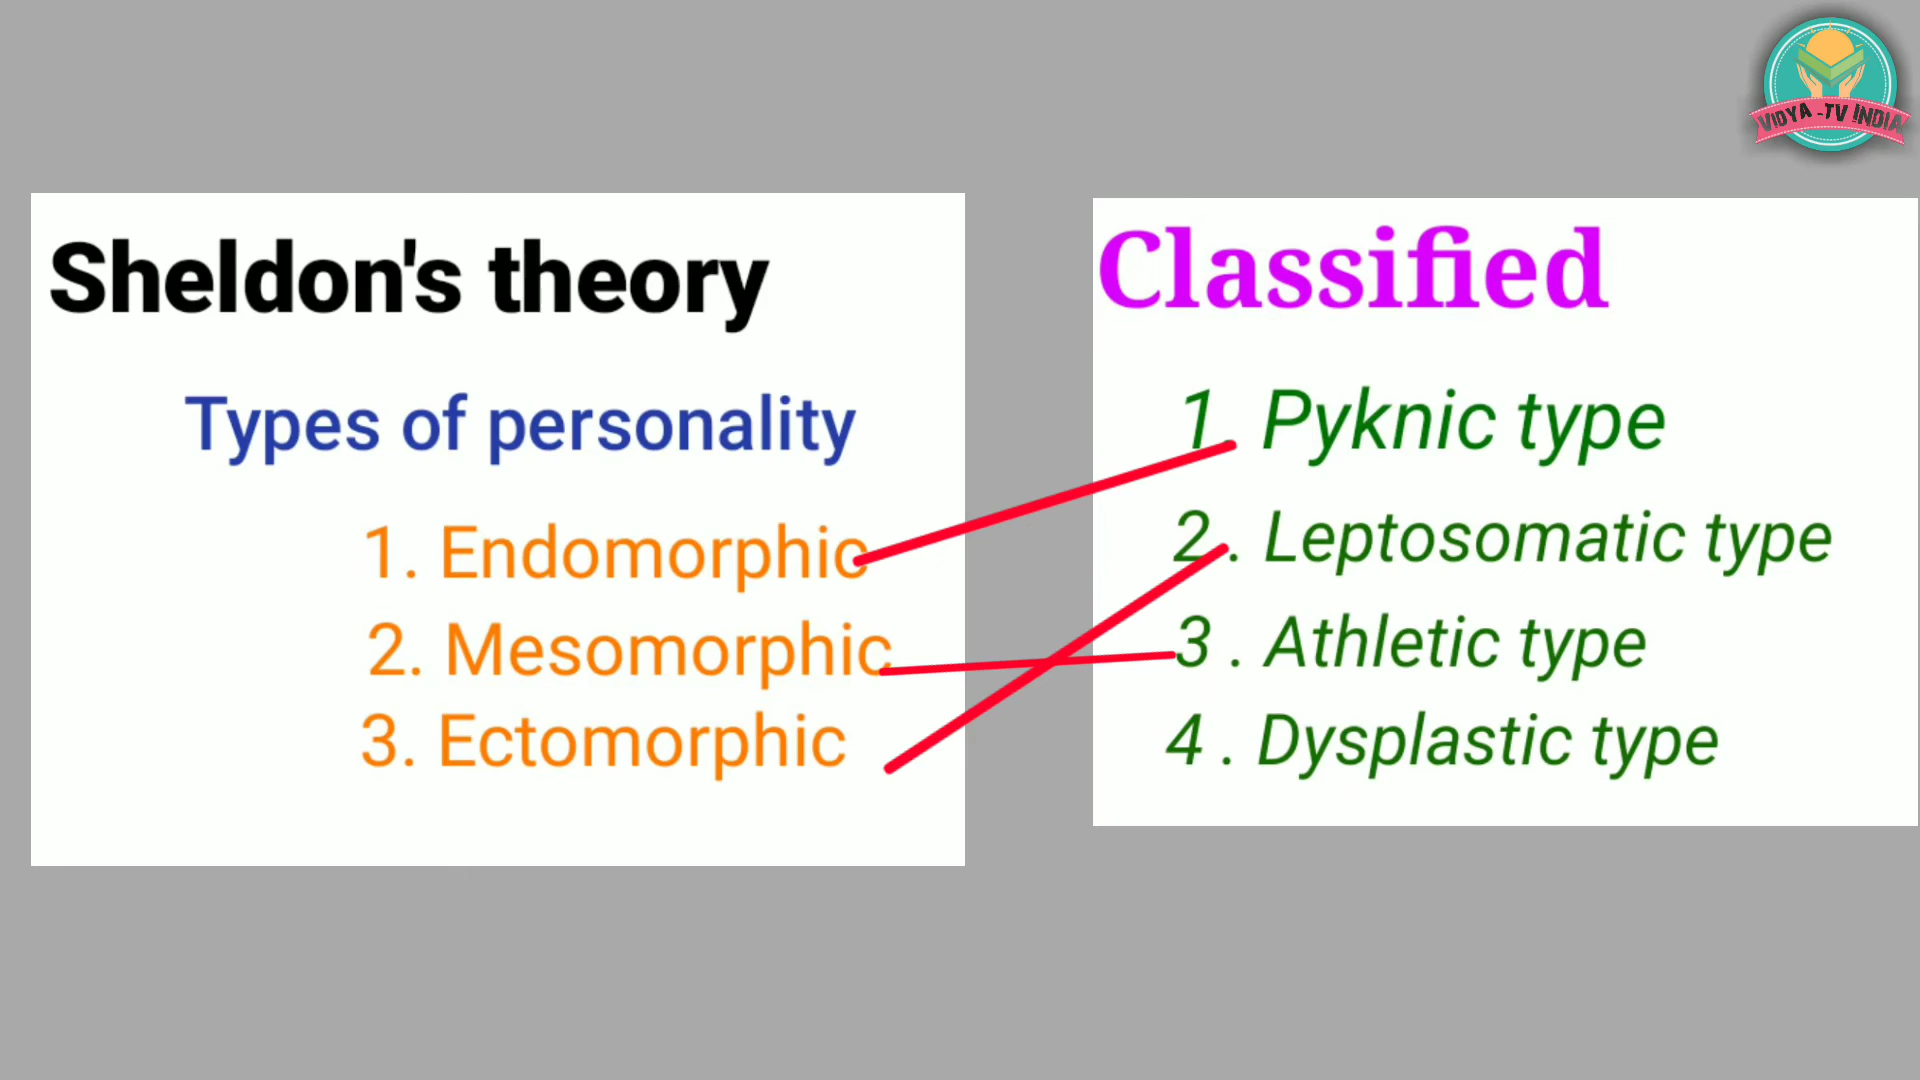 VIDYA -TV INDIA
Sheldon's theory
Types of personality
1. Endomorphic
2. Mesomorphic
3. Ectomorphic
Classified
1. Pyknic type
2 . Leptosomatic type
3 . Athletic type
4 . Dysplastic type